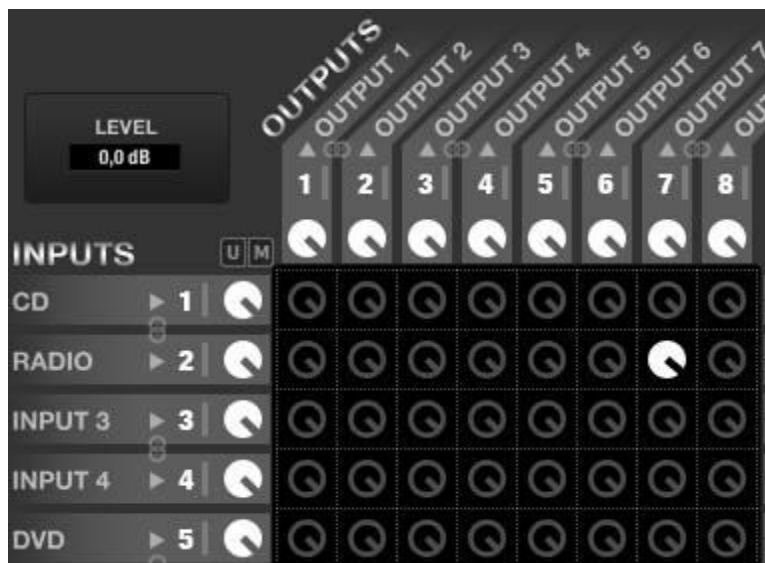 OUTPUTS
OUTPUT 1
OUTPUT 2
OUTPUT 3
OUTPUT 4
OUTPUT 5
OUTPUT 6
OUTPUT 7
LEVEL
0,0 dB
1 2 3 4 5 6 7 8
INPUTS U M
CD 1
RADIO 2
INPUT 3 3
INPUT 4 4
DVD 5